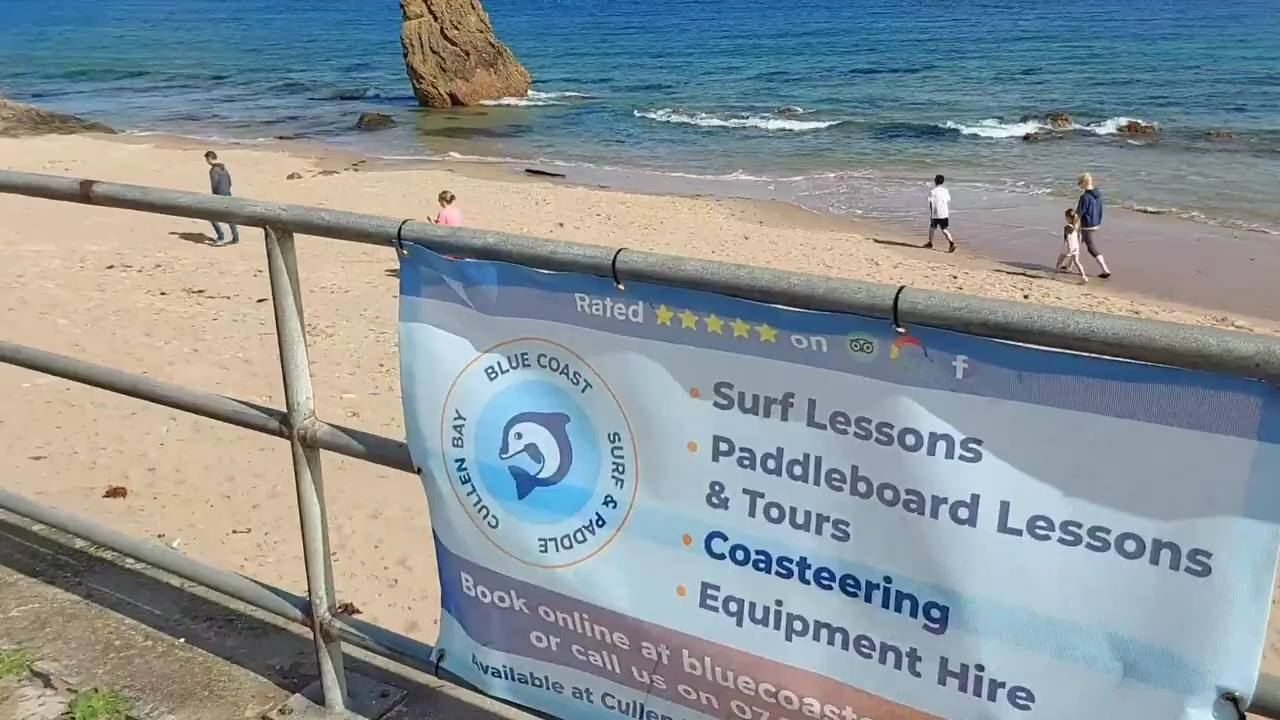 Rated ★★★★★ on f
BLUE COAST
SURF & PADDLE
CULLEN BAY
• Surf Lessons
• Paddleboard Lessons
& Tours
• Coasteering
• Equipment Hire
Book online at bluecoast
or call us on 07
Available at Cullen